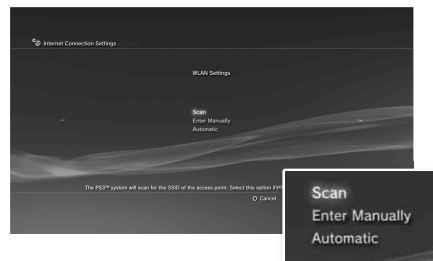 Internet Connection Settings
WLAN Settings
Scan
Enter Manually
Automatic
The PS3™ system will scan for the SSID of the access point. Select this option if you
Cancel
Scan
Enter Manually
Automatic